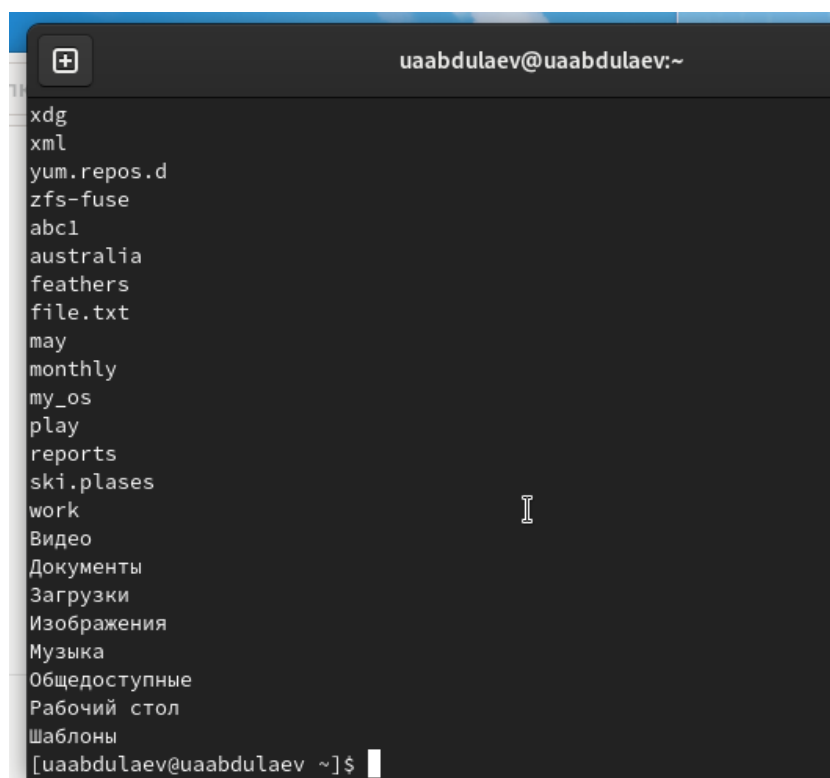 uaabdulaev@uaabdulaev:~
xdg
xml
yum.repos.d
zfs-fuse
abc1
australia
feathers
file.txt
may
monthly
my_os
play
reports
ski.plases
work
Видео
Документы
Загрузки
Изображения
Музыка
Общедоступные
Рабочий стол
Шаблоны
[uaabdulaev@uaabdulaev ~]$